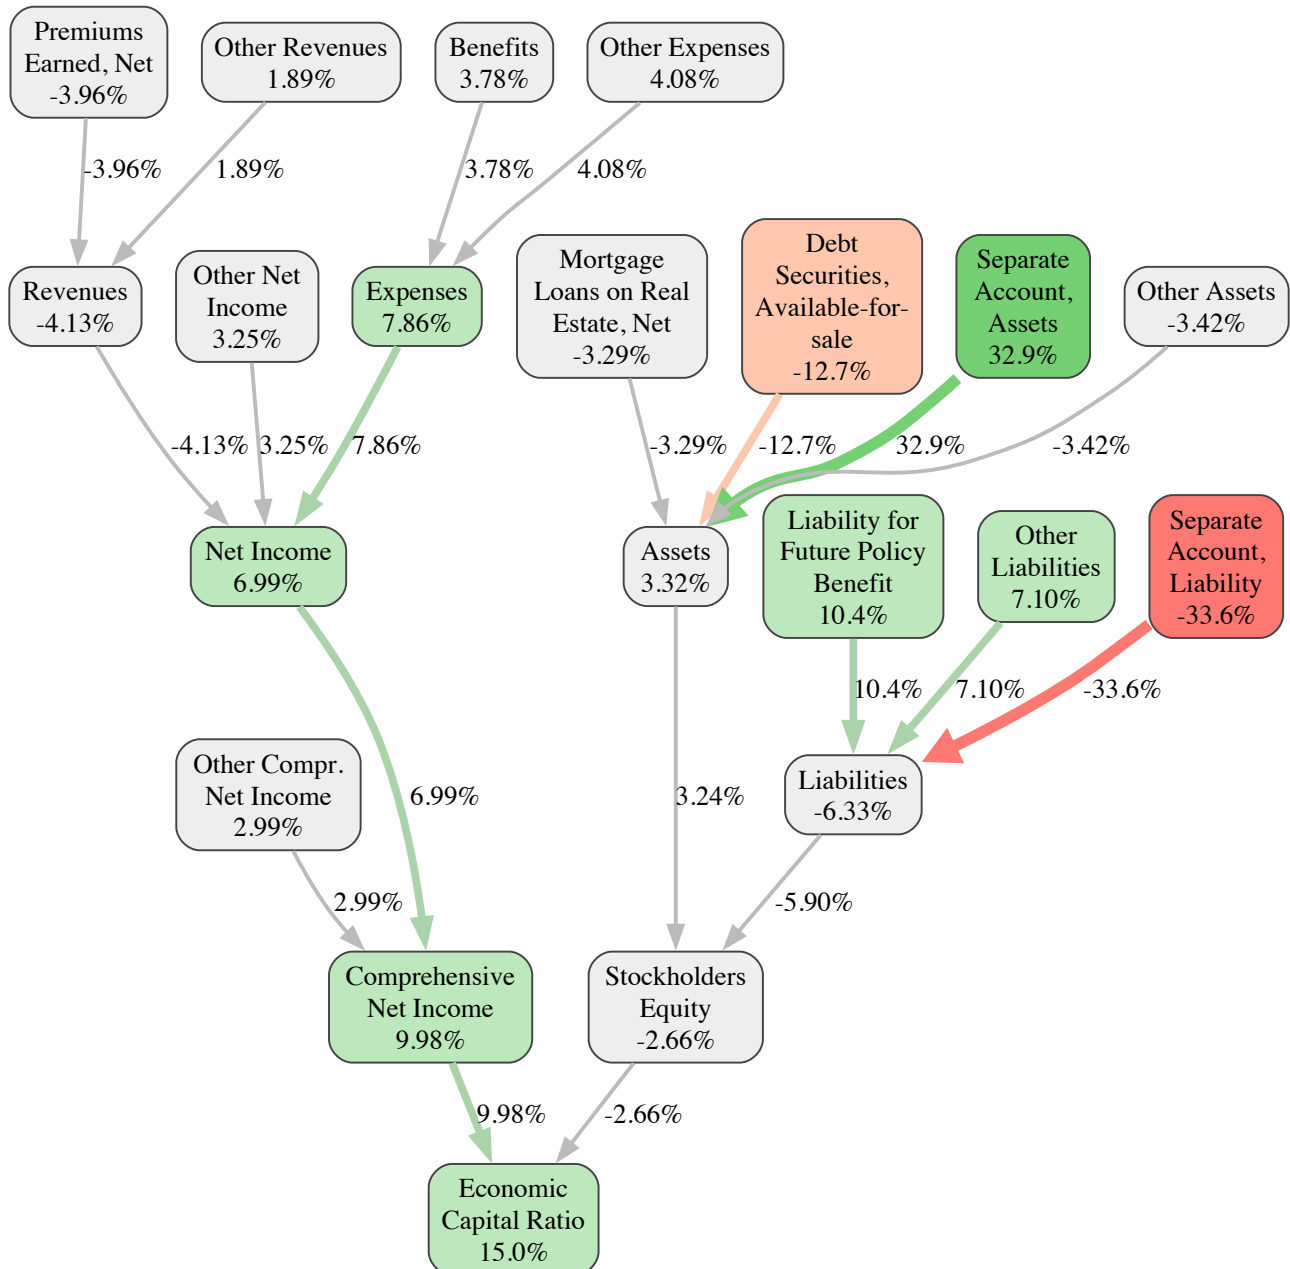 Premiums
Earned, Net
-3.96%
Other Revenues
1.89%
Benefits
3.78%
Other Expenses
4.08%
-3.96%
1.89%
3.78%
4.08%
Revenues
-4.13%
Other Net
Income
3.25%
Expenses
7.86%
Mortgage
Loans on Real
Estate, Net
-3.29%
Debt
Securities,
Available-for-
sale
-12.7%
Separate
Account,
Assets
32.9%
Other Assets
-3.42%
-4.13%
3.25%
7.86%
-3.29%
-12.7%
32.9%
-3.42%
Net Income
6.99%
Assets
3.32%
Liability for
Future Policy
Benefit
10.4%
Other
Liabilities
7.10%
Separate
Account,
Liability
-33.6%
10.4%
7.10%
-33.6%
Other Compr.
Net Income
2.99%
6.99%
3.24%
Liabilities
-6.33%
2.99%
-5.90%
Comprehensive
Net Income
9.98%
Stockholders
Equity
-2.66%
9.98%
-2.66%
Economic
Capital Ratio
15.0%